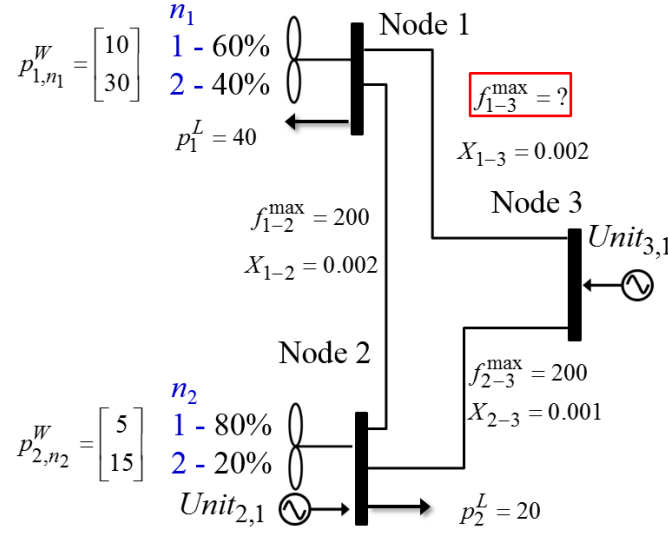 n₁
Node 1
p^W_{1,n₁} = [10 30]
1 - 60%
2 - 40%
f^max_{1-3} = ?
p^L_1 = 40
X_{1-3} = 0.002
Node 3
f^max_{1-2} = 200
Unit_{3,1}
X_{1-2} = 0.002
Node 2
f^max_{2-3} = 200
n₂
X_{2-3} = 0.001
p^W_{2,n₂} = [5 15]
1 - 80%
2 - 20%
Unit_{2,1}
p^L_2 = 20